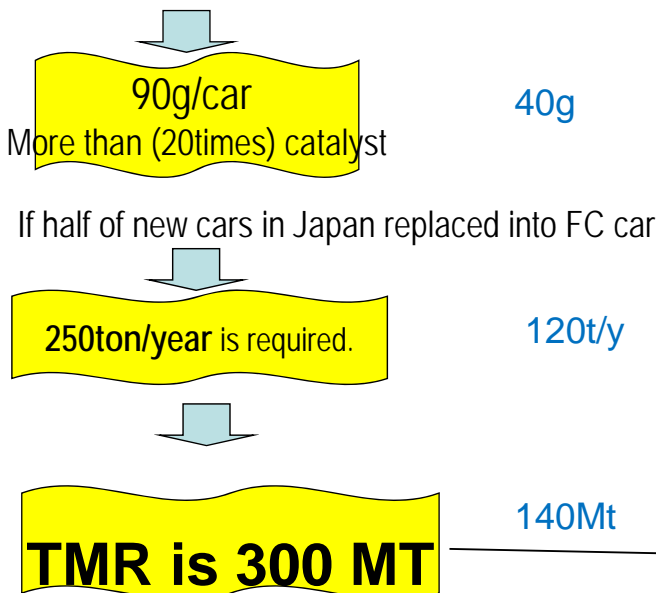 90g/car
40g
More than (20times) catalyst
If half of new cars in Japan replaced into FC car
250ton/year is required.
120t/y
140Mt
TMR is 300 MT